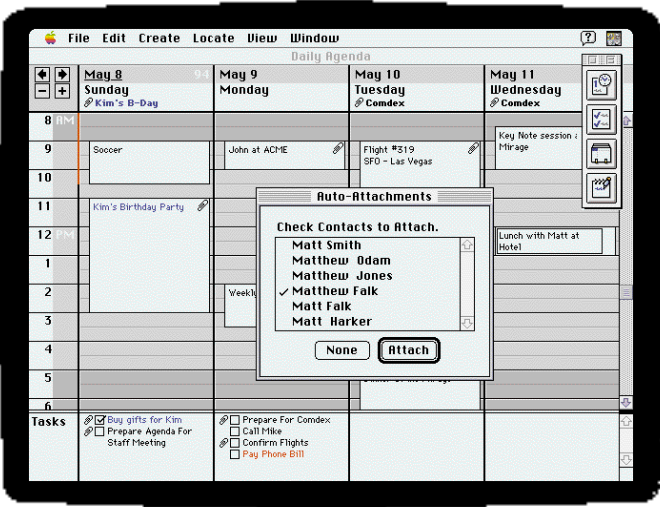 File Edit Create Locate View Window
Daily Agenda
May 8 94
Sunday
Kim's B-Day
May 9
Monday
May 10
Tuesday
Comdex
May 11
Wednesday
Comdex
8 AM
9
10
11
12 PM
1
2
3
4
5
6
Soccer
Kim's Birthday Party
John at ACME
Weekly
Flight #319
SFO - Las Vegas
Key Note session a
Mirage
Lunch with Matt at
Hotel
Auto-Attachments
Check Contacts to Attach.
Matt Smith
Matthew Odam
Matthew Jones
Matthew Falk
Matt Falk
Matt Harker
None Attach
Tasks
Buy gifts for Kim
Prepare Agenda For
Staff Meeting
Prepare For Comdex
Call Mike
Confirm Flights
Pay Phone Bill